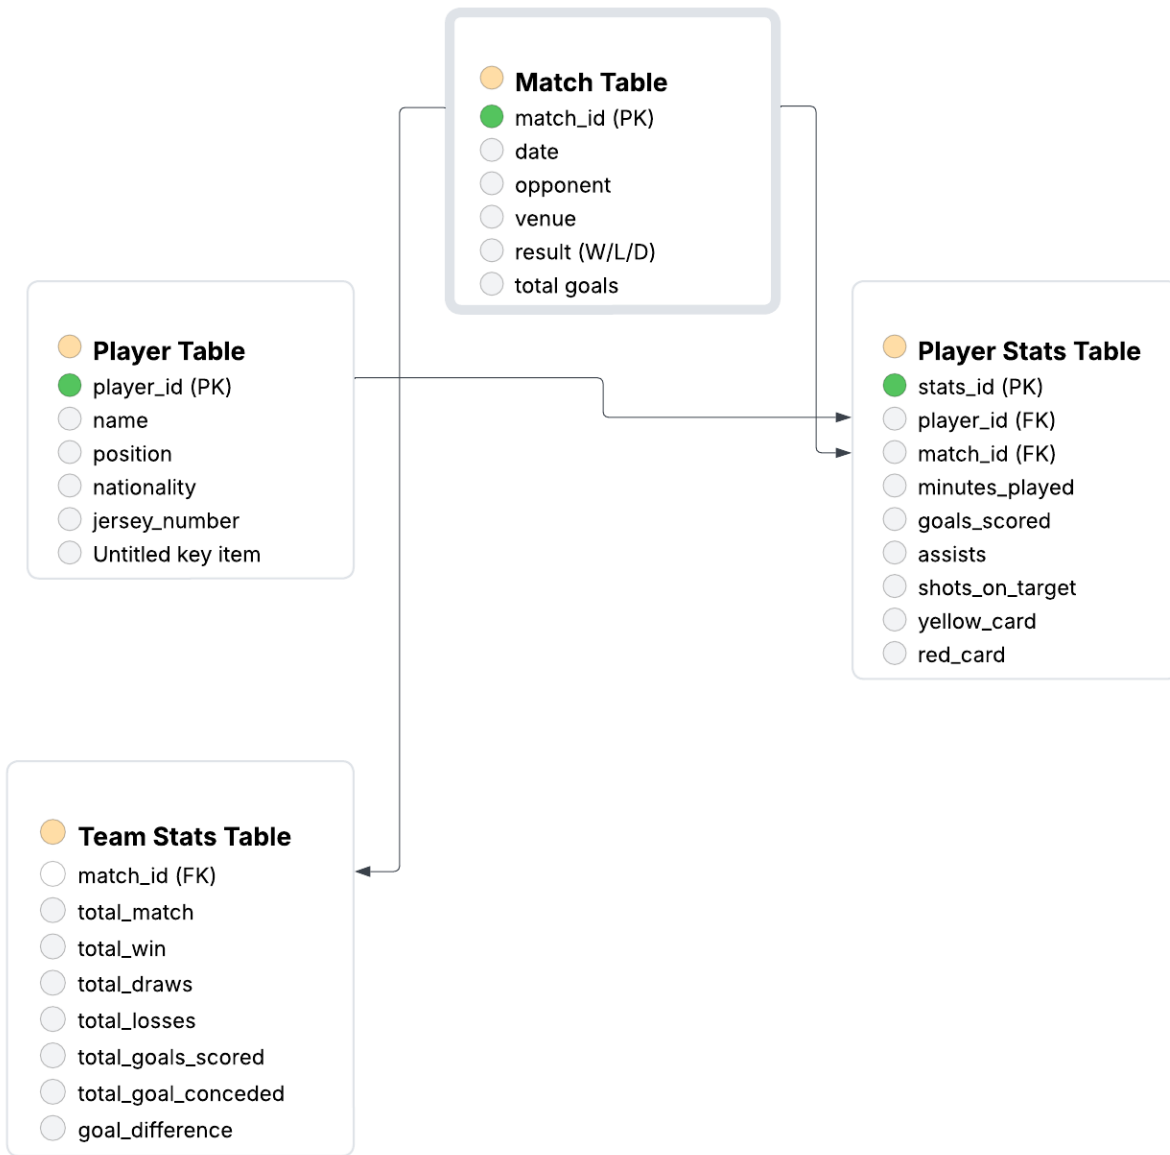 Match Table
match_id (PK)
date
opponent
venue
result (W/L/D)
total goals
Player Table
player_id (PK)
name
position
nationality
jersey_number
Untitled key item
Player Stats Table
stats_id (PK)
player_id (FK)
match_id (FK)
minutes_played
goals_scored
assists
shots_on_target
yellow_card
red_card
Team Stats Table
match_id (FK)
total_match
total_win
total_draws
total_losses
total_goals_scored
total_goal_conceded
goal_difference